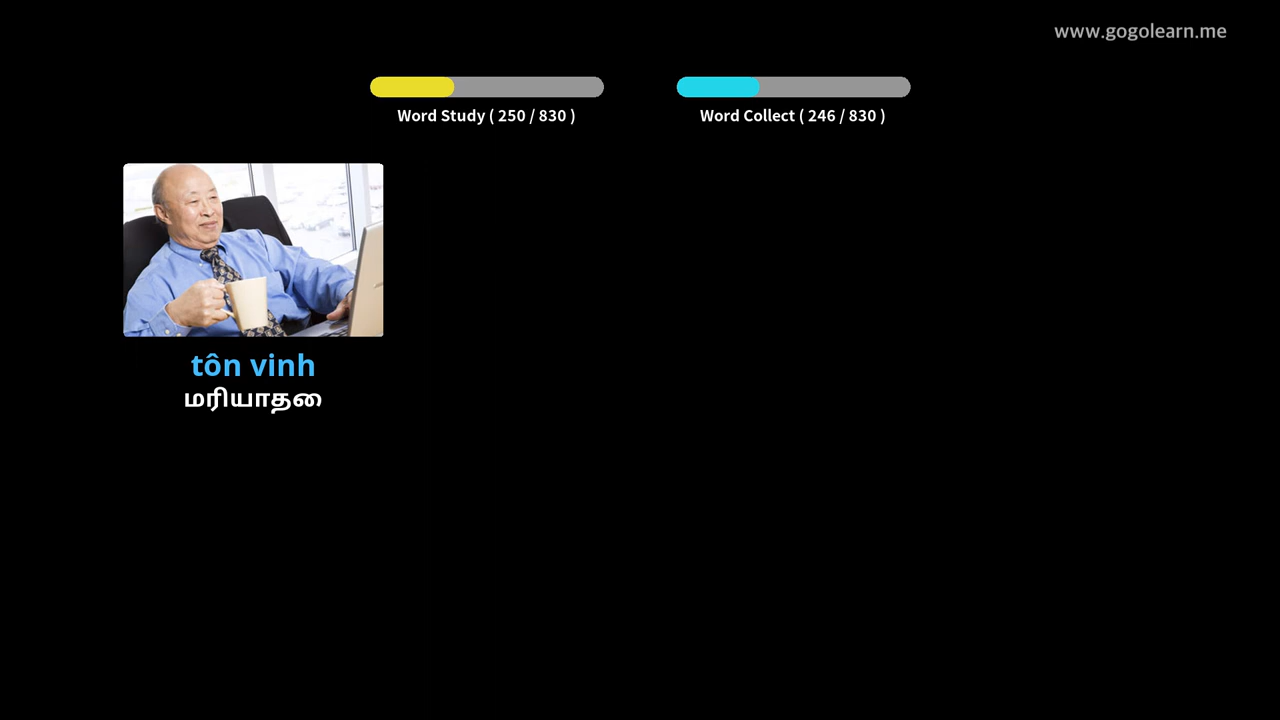 www.gogolearn.me
Word Study ( 250 / 830 )
Word Collect ( 246 / 830 )
tôn vinh
மரியாதை